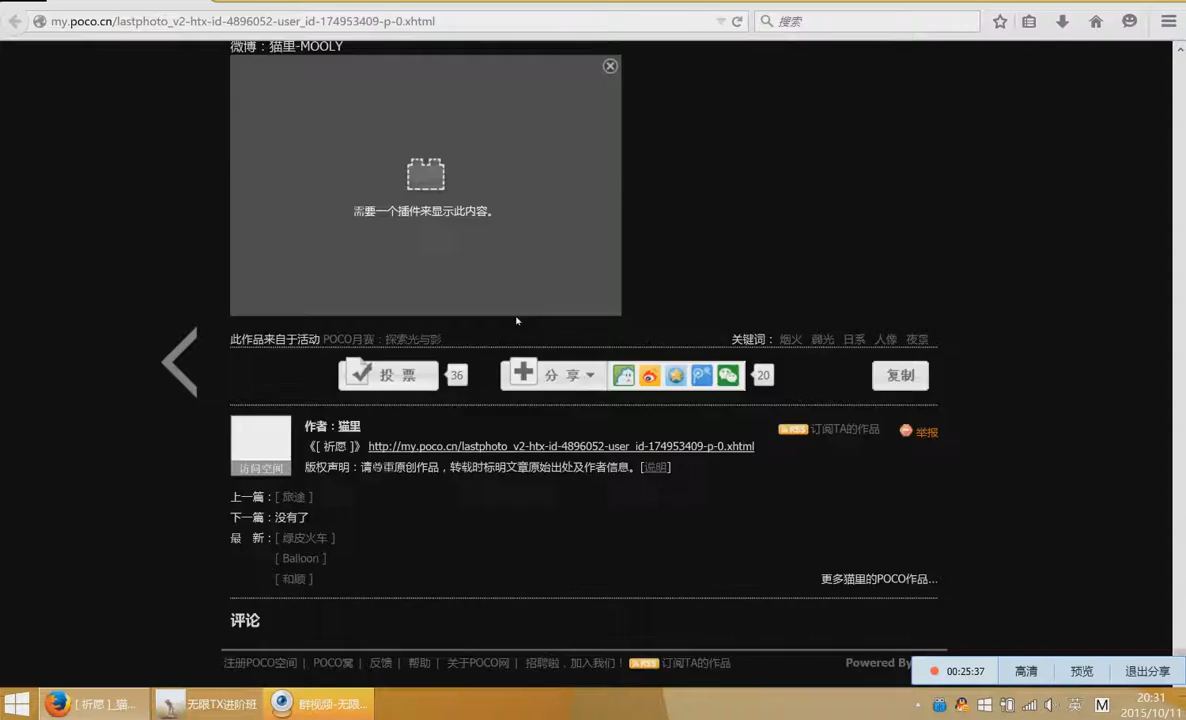 my.poco.cn/lastphoto_v2-htx-id-4896052-user_id-174953409-p-0.xhtml
搜索
微博：猫里-MOOLY
需要一个插件来显示此内容。
此作品来自于活动 POCO月赛：探索光与影
关键词： 烟火 弱光 日系 人像 夜景
投 票 36 分 享 20 复制
作者：猫里
订阅TA的作品 举报
《[ 祈愿 ]》 http://my.poco.cn/lastphoto_v2-htx-id-4896052-user_id-174953409-p-0.xhtml
访问空间
版权声明：请尊重原创作品，转载时标明文章原始出处及作者信息。[说明]
上一篇：[ 旅途 ]
下一篇：没有了
最 新：[ 绿皮火车 ]
[ Balloon ]
[ 和顺 ]
更多猫里的POCO作品...
评论
注册POCO空间 | POCO窝 | 反馈 | 帮助 | 关于POCO网 | 招聘啦，加入我们！ RSS 订阅TA的作品
Powered By
00:25:37 高清 预览 退出分享
[ 祈愿 ]_猫... 无限TX进阶班 群视频-无限...
英 M
20:31
2015/10/11